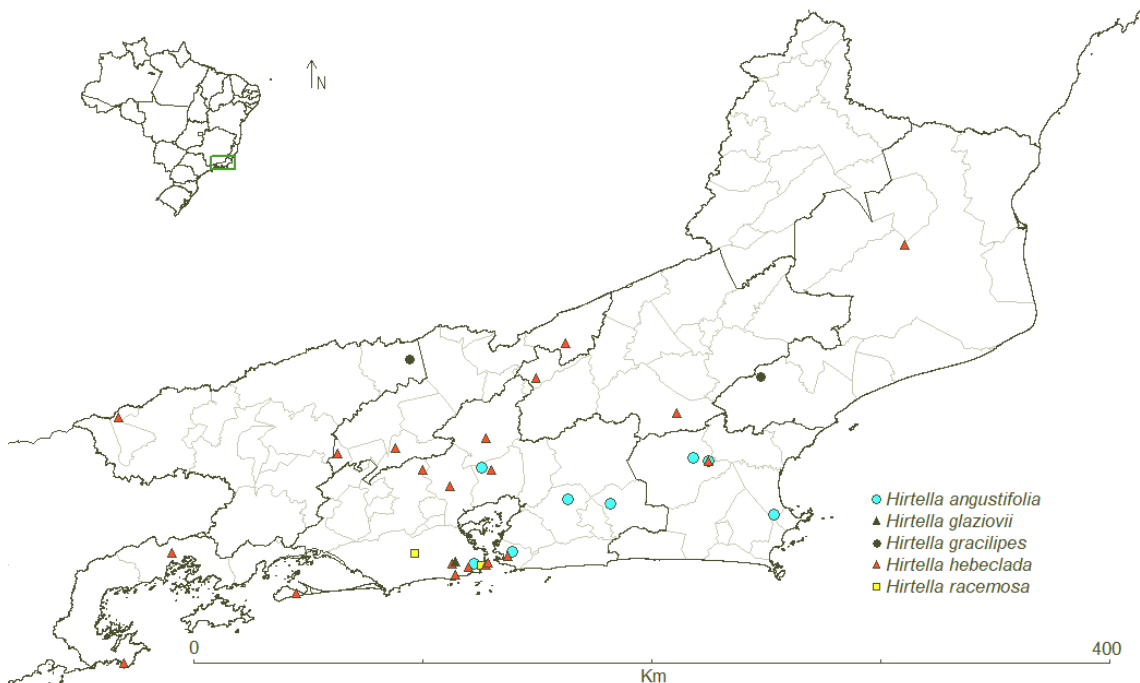 N
Hirtella angustifolia
Hirtella glaziovii
Hirtella gracilipes
Hirtella hebeclada
Hirtella racemosa
0
400
Km